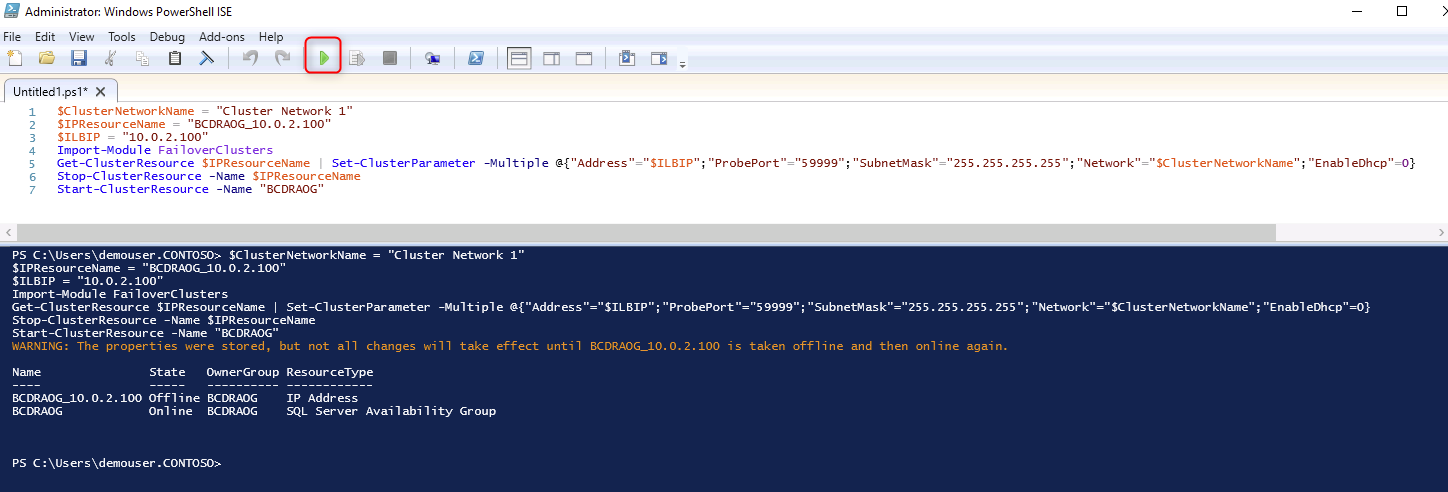 Administrator: Windows PowerShell ISE
File Edit View Tools Debug Add-ons Help
Untitled1.ps1* X
1 $ClusterNetworkName = "Cluster Network 1"
2 $IPResourceName = "BCDRAOG_10.0.2.100"
3 $ILBIP = "10.0.2.100"
4 Import-Module FailoverClusters
5 Get-ClusterResource $IPResourceName | Set-ClusterParameter -Multiple @{"Address"="$ILBIP";"ProbePort"="59999";"SubnetMask"="255.255.255.255";"Network"="$ClusterNetworkName";"EnableDhcp"=0}
6 Stop-ClusterResource -Name $IPResourceName
7 Start-ClusterResource -Name "BCDRAOG"
PS C:\Users\demouser.CONTOSO> $ClusterNetworkName = "Cluster Network 1"
$IPResourceName = "BCDRAOG_10.0.2.100"
$ILBIP = "10.0.2.100"
Import-Module FailoverClusters
Get-ClusterResource $IPResourceName | Set-ClusterParameter -Multiple @{"Address"="$ILBIP";"ProbePort"="59999";"SubnetMask"="255.255.255.255";"Network"="$ClusterNetworkName";"EnableDhcp"=0}
Stop-ClusterResource -Name $IPResourceName
Start-ClusterResource -Name "BCDRAOG"
WARNING: The properties were stored, but not all changes will take effect until BCDRAOG_10.0.2.100 is taken offline and then online again.
Name State OwnerGroup ResourceType
---- ----- ---------- ------------
BCDRAOG_10.0.2.100 Offline BCDRAOG IP Address
BCDRAOG Online BCDRAOG SQL Server Availability Group
PS C:\Users\demouser.CONTOSO>